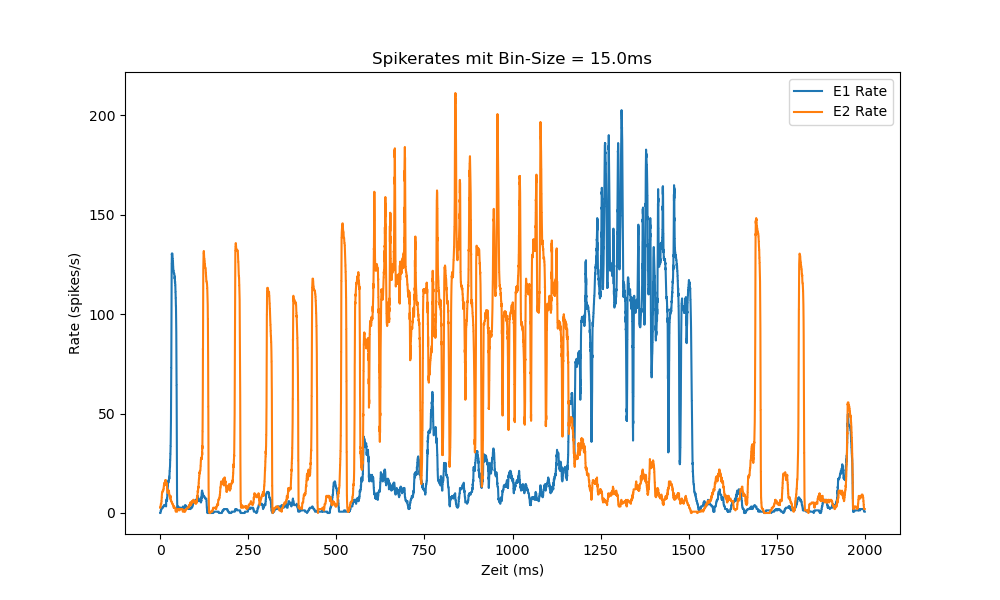 Spikerates mit Bin-Size = 15.0ms
E1 Rate
E2 Rate
Rate (spikes/s)
200
150
100
50
0
0 250 500 750 1000 1250 1500 1750 2000
Zeit (ms)